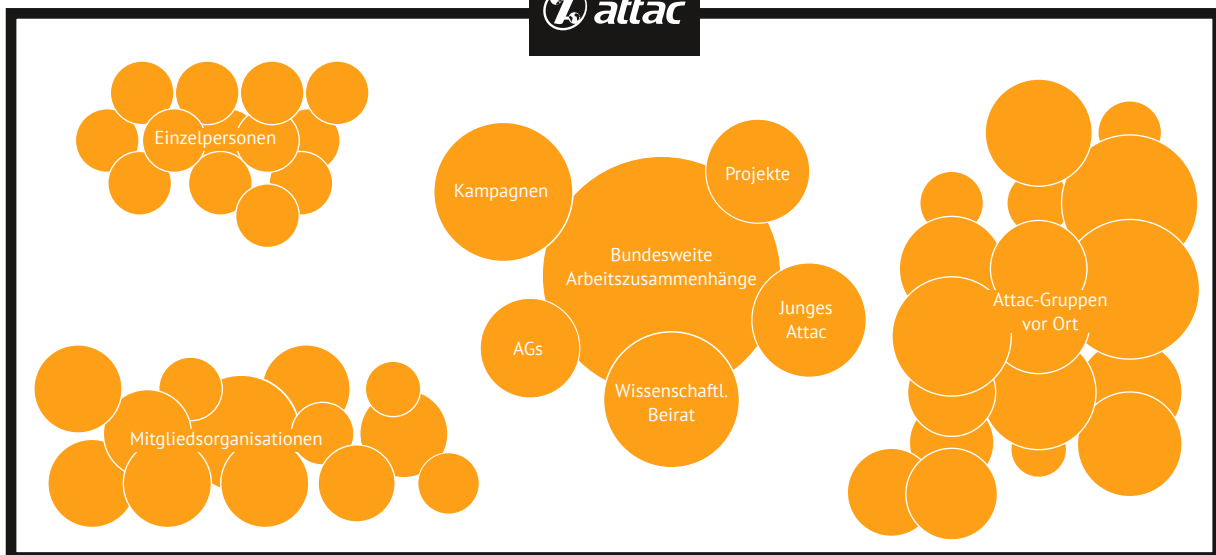 attac
Einzelpersonen
Kampagnen
Projekte
Bundesweite
Arbeitszusammenhänge
Junges
Attac
AGs
Wissenschaftl.
Beirat
Attac-Gruppen
vor Ort
Mitgliedsorganisationen